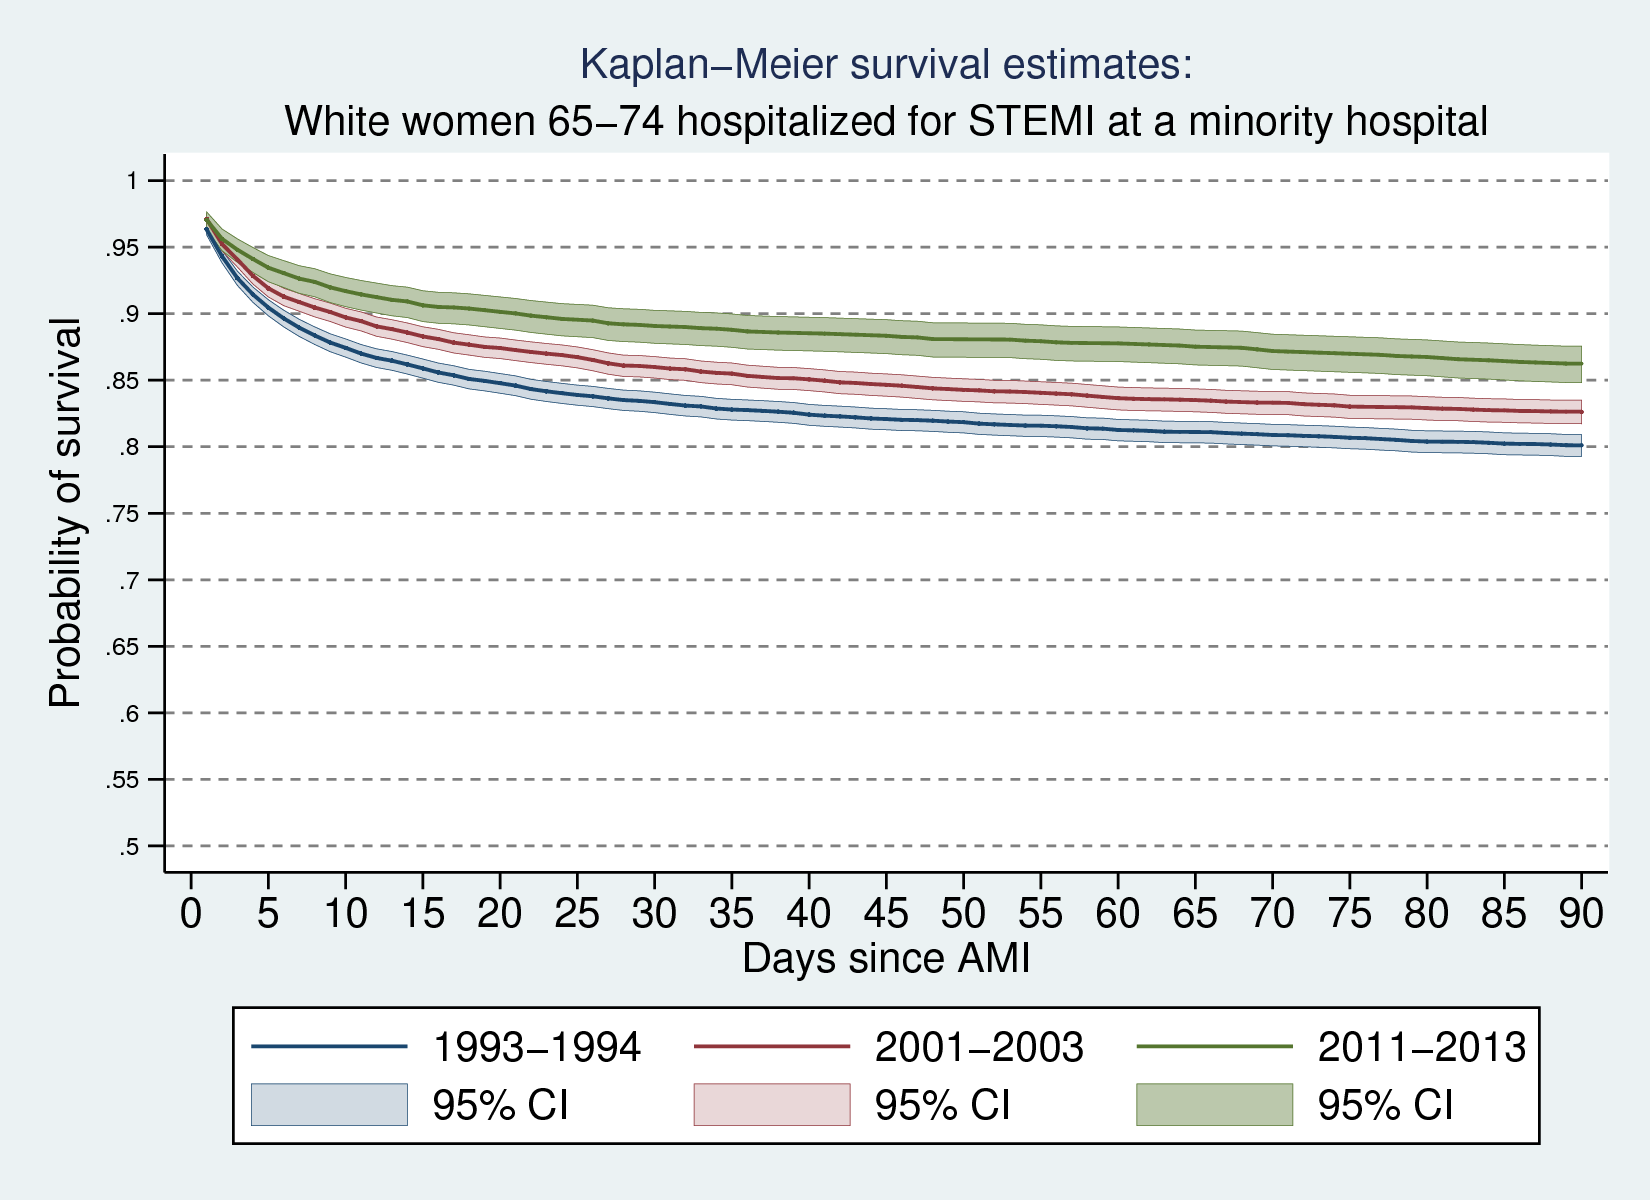 Kaplan–Meier survival estimates:
White women 65–74 hospitalized for STEMI at a minority hospital
Probability of survival
1
.95
.9
.85
.8
.75
.7
.65
.6
.55
.5
0 5 10 15 20 25 30 35 40 45 50 55 60 65 70 75 80 85 90
Days since AMI
1993–1994 2001–2003 2011–2013
95% CI 95% CI 95% CI